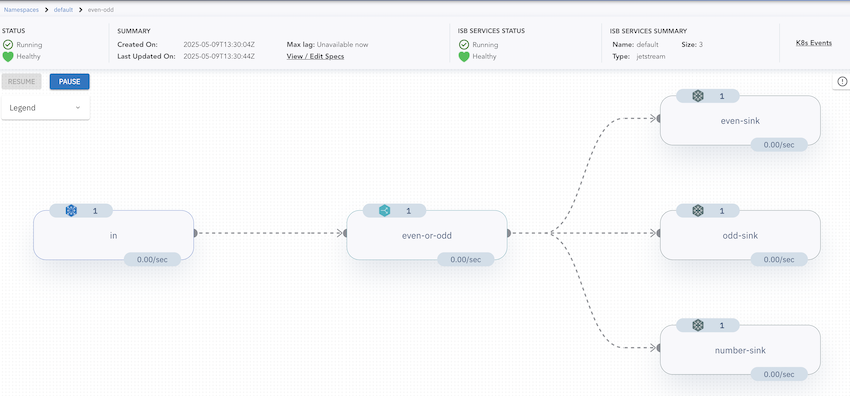 Namespaces > default > even-odd
STATUS
Running
Healthy
SUMMARY
Created On: 2025-05-09T13:30:04Z
Last Updated On: 2025-05-09T13:30:44Z
Max lag: Unavailable now
View / Edit Specs
ISB SERVICES STATUS
Running
Healthy
ISB SERVICES SUMMARY
Name: default Size: 3
Type: jetstream
K8s Events
RESUME PAUSE
Legend
1
in
0.00/sec
1
even-or-odd
0.00/sec
1
even-sink
0.00/sec
1
odd-sink
0.00/sec
1
number-sink
0.00/sec